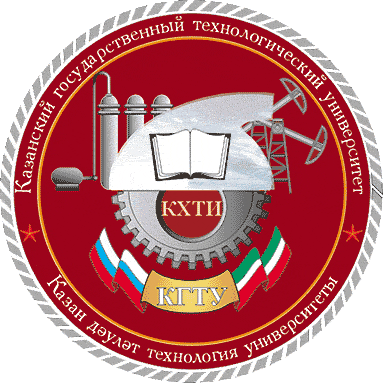 Казанский государственный технологический университет
КХТИ
КГТУ
Казан дәүләт технология университеты